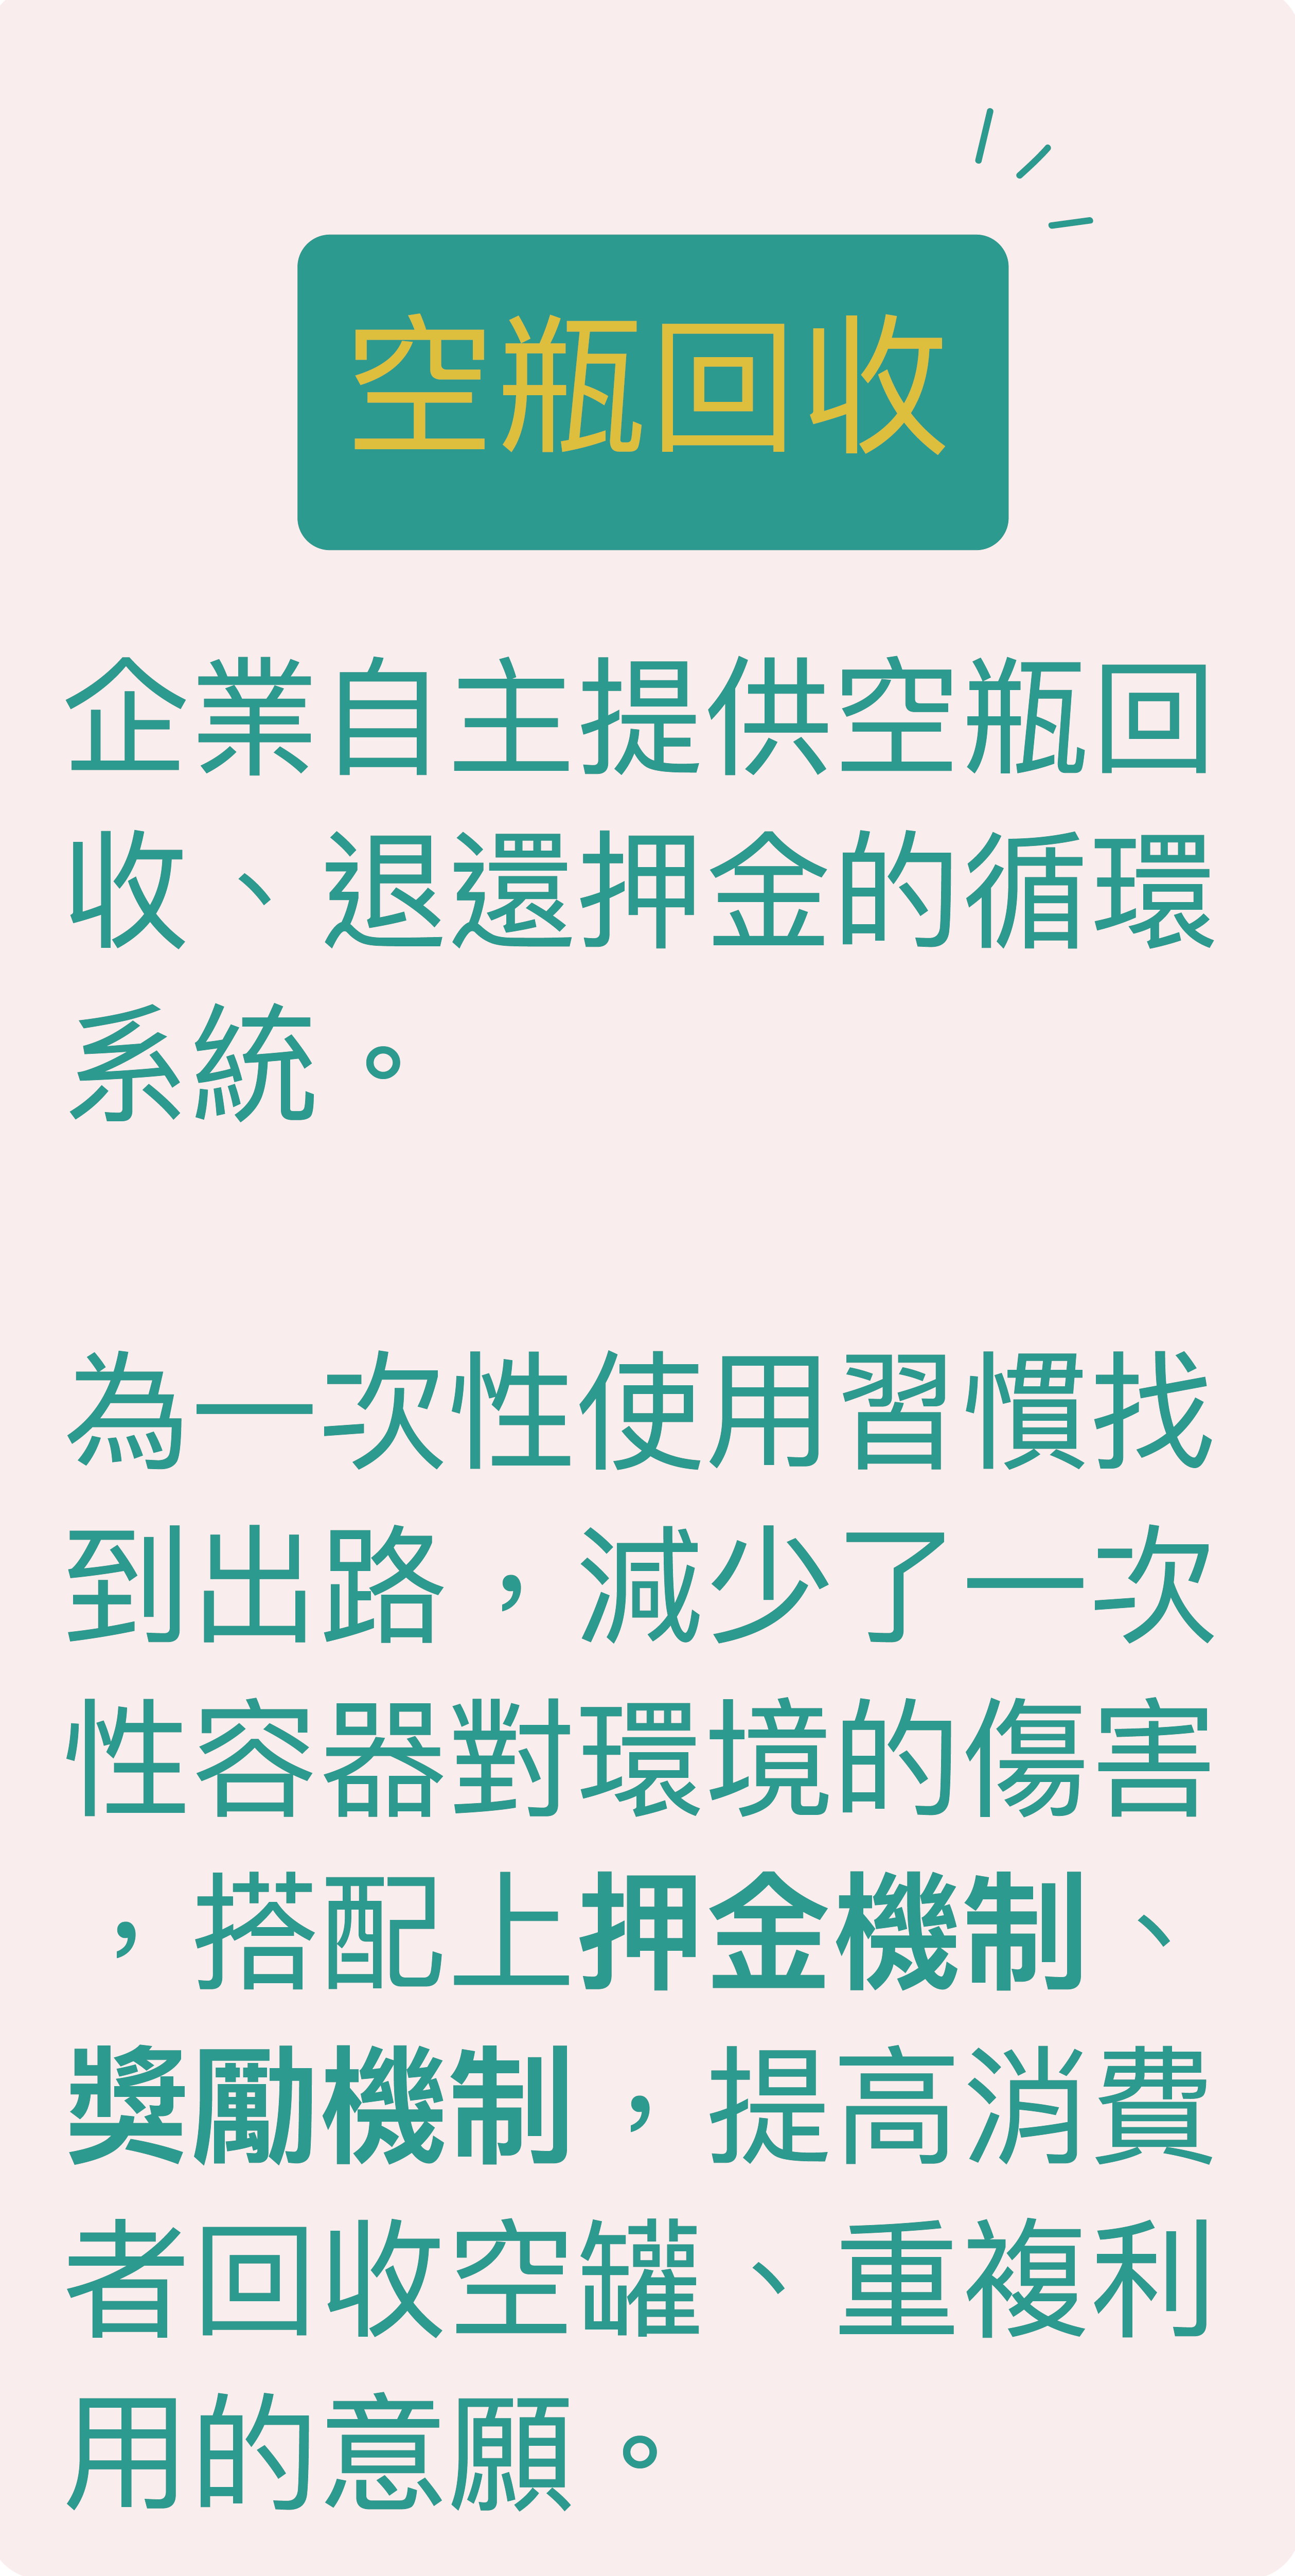 空瓶回收
企業自主提供空瓶回
收、退還押金的循環
系統。
為一次性使用習慣找
到出路，減少了一次
性容器對環境的傷害
，搭配上押金機制、
獎勵機制，提高消費
者回收空罐、重複利
用的意願。